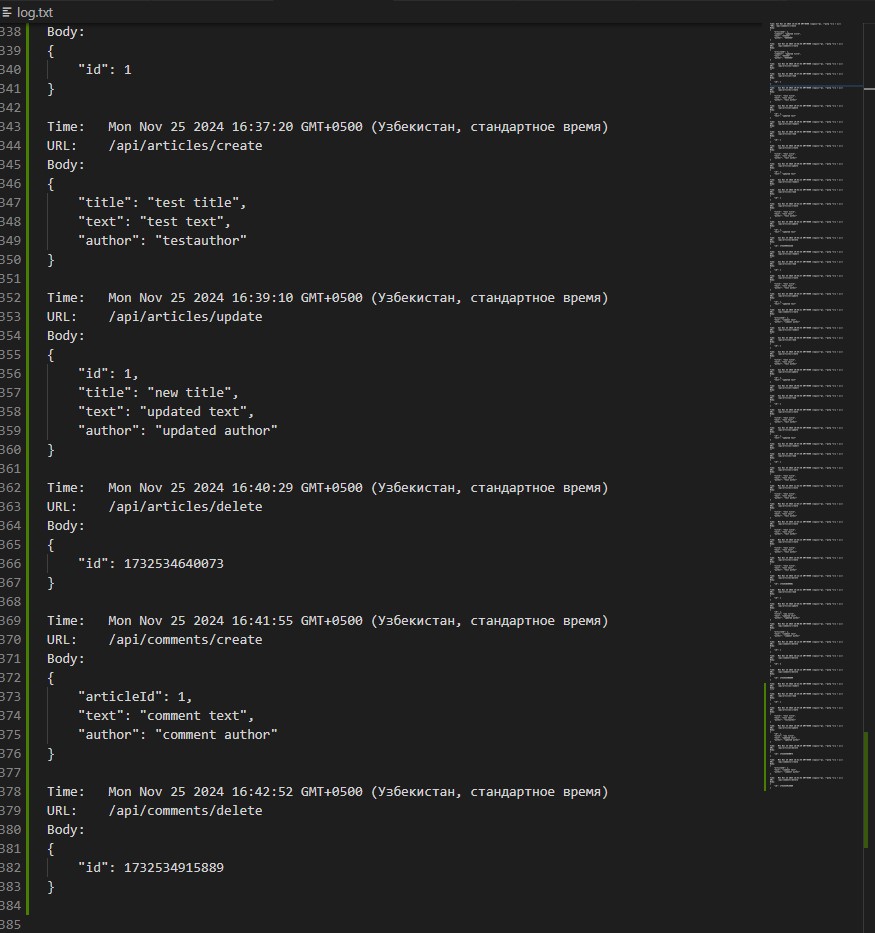 log.txt
338 Body:
339 {
340 "id": 1
341 }
342
343 Time: Mon Nov 25 2024 16:37:20 GMT+0500 (Узбекистан, стандартное время)
344 URL: /api/articles/create
345 Body:
346 {
347 "title": "test title",
348 "text": "test text",
349 "author": "testauthor"
350 }
351
352 Time: Mon Nov 25 2024 16:39:10 GMT+0500 (Узбекистан, стандартное время)
353 URL: /api/articles/update
354 Body:
355 {
356 "id": 1,
357 "title": "new title",
358 "text": "updated text",
359 "author": "updated author"
360 }
361
362 Time: Mon Nov 25 2024 16:40:29 GMT+0500 (Узбекистан, стандартное время)
363 URL: /api/articles/delete
364 Body:
365 {
366 "id": 1732534640073
367 }
368
369 Time: Mon Nov 25 2024 16:41:55 GMT+0500 (Узбекистан, стандартное время)
370 URL: /api/comments/create
371 Body:
372 {
373 "articleId": 1,
374 "text": "comment text",
375 "author": "comment author"
376 }
377
378 Time: Mon Nov 25 2024 16:42:52 GMT+0500 (Узбекистан, стандартное время)
379 URL: /api/comments/delete
380 Body:
381 {
382 "id": 1732534915889
383 }
384
385